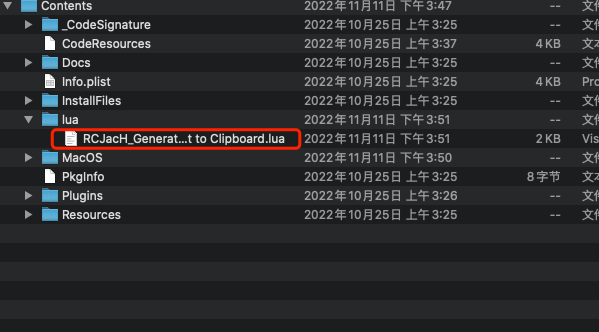 Contents 2022年11月11日 下午3:47 -- 文件
_CodeSignature 2022年10月25日 上午3:25 -- 文件
CodeResources 2022年10月25日 上午3:37 4 KB 文本
Docs 2022年10月25日 上午3:25 -- 文件
Info.plist 2022年10月25日 上午3:25 4 KB Pro
InstallFiles 2022年10月25日 上午3:25 -- 文件
lua 2022年11月11日 下午3:51 -- 文件
RCJacH_Generat...t to Clipboard.lua 2022年11月11日 下午3:51 2 KB Vis
MacOS 2022年11月11日 下午3:50 -- 文件
PkgInfo 2022年10月25日 上午3:25 8 字节 文本
Plugins 2022年10月25日 上午3:26 -- 文件
Resources 2022年10月25日 上午3:25 -- 文件